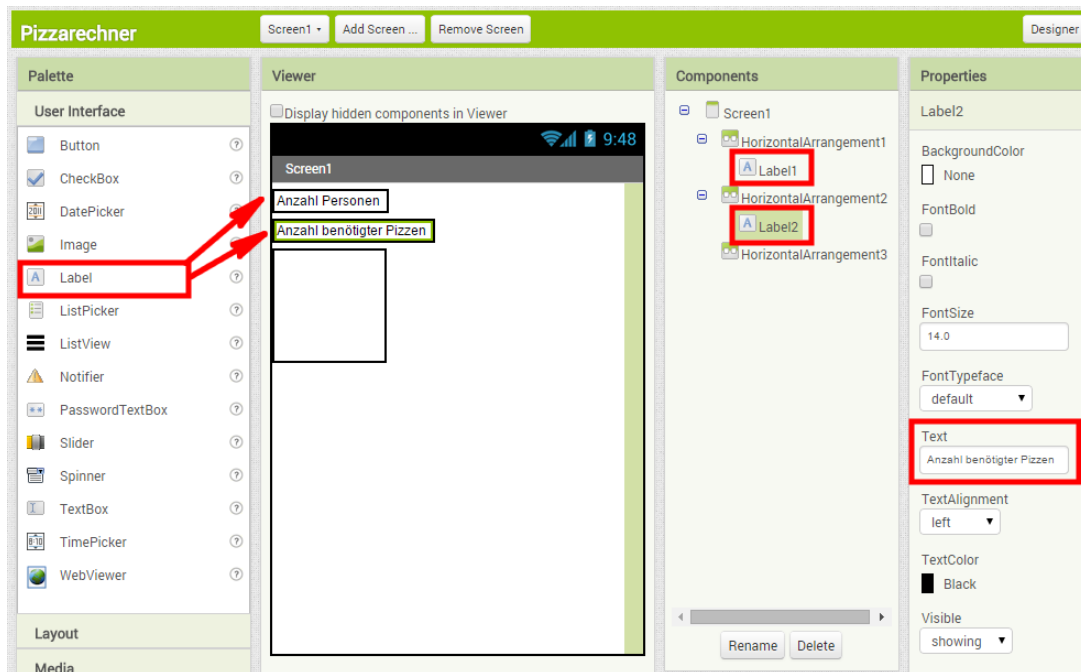 Pizzarechner
Screen1
Add Screen ...
Remove Screen
Designer
Palette
User Interface
Button
CheckBox
DatePicker
Image
Label
ListPicker
ListView
Notifier
PasswordTextBox
Slider
Spinner
TextBox
TimePicker
WebViewer
Layout
Media
Viewer
Display hidden components in Viewer
9:48
Screen1
Anzahl Personen
Anzahl benötigter Pizzen
Components
Screen1
HorizontalArrangement1
Label1
HorizontalArrangement2
Label2
HorizontalArrangement3
Rename
Delete
Properties
Label2
BackgroundColor
None
FontBold
FontItalic
FontSize
14.0
FontTypeface
default
Text
Anzahl benötigter Pizzen
TextAlignment
left
TextColor
Black
Visible
showing